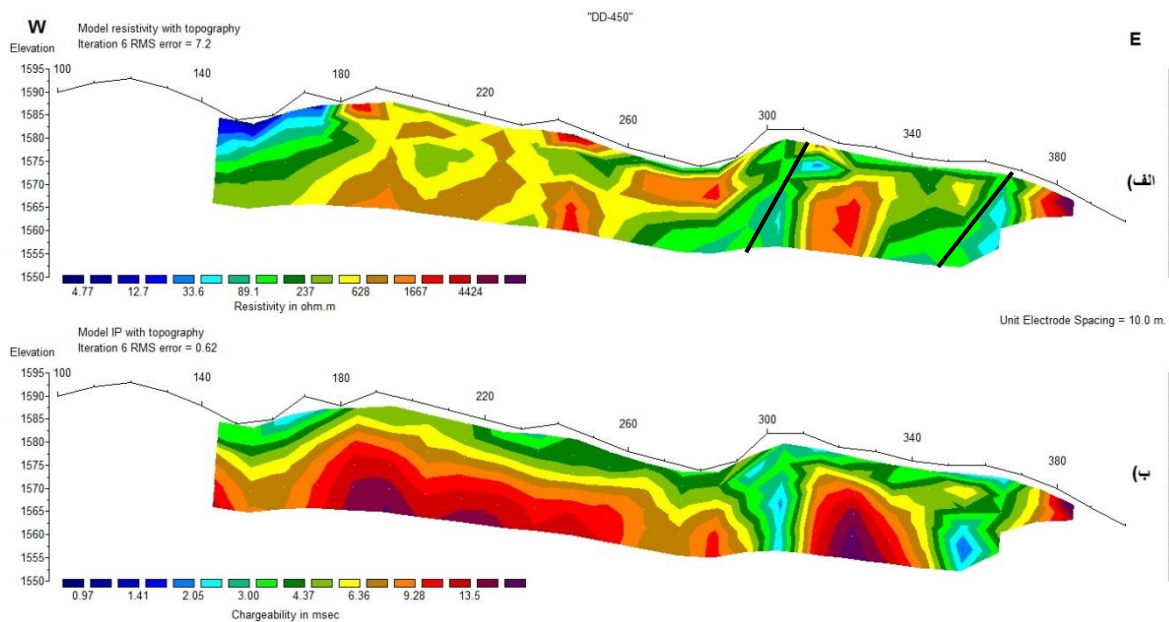 "DD-450"
W
E
Model resistivity with topography
Iteration 6 RMS error = 7.2
Elevation
100 140 180 220 260 300 340 380
1595
1590
1585
1580
1575
1570
1565
1560
1555
1550
الف)
4.77 12.7 33.6 89.1 237 628 1667 4424
Resistivity in ohm.m
Unit Electrode Spacing = 10.0 m.
Model IP with topography
Iteration 6 RMS error = 0.62
Elevation
100 140 180 220 260 300 340 380
1595
1590
1585
1580
1575
1570
1565
1560
1555
1550
ب)
0.97 1.41 2.05 3.00 4.37 6.36 9.28 13.5
Chargeability in msec